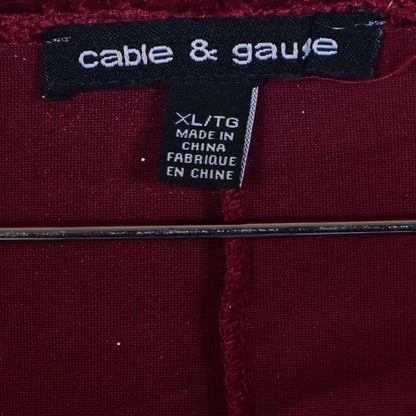 cable & gauge
XL/TG
MADE IN
CHINA
FABRIQUE
EN CHINE